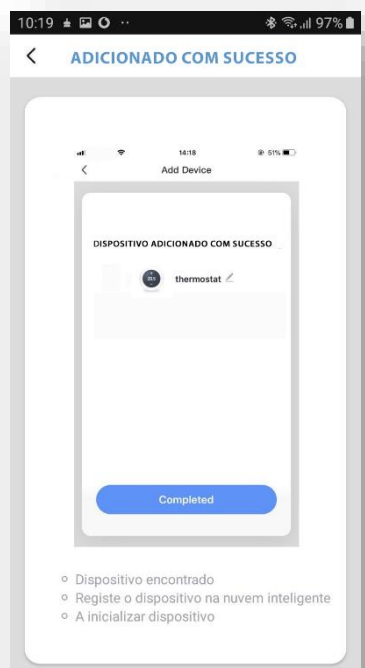 10:19 97%
ADICIONADO COM SUCESSO
14:18 51%
Add Device
DISPOSITIVO ADICIONADO COM SUCESSO
thermostat
Completed
Dispositivo encontrado
Registe o dispositivo na nuvem inteligente
A inicializar dispositivo